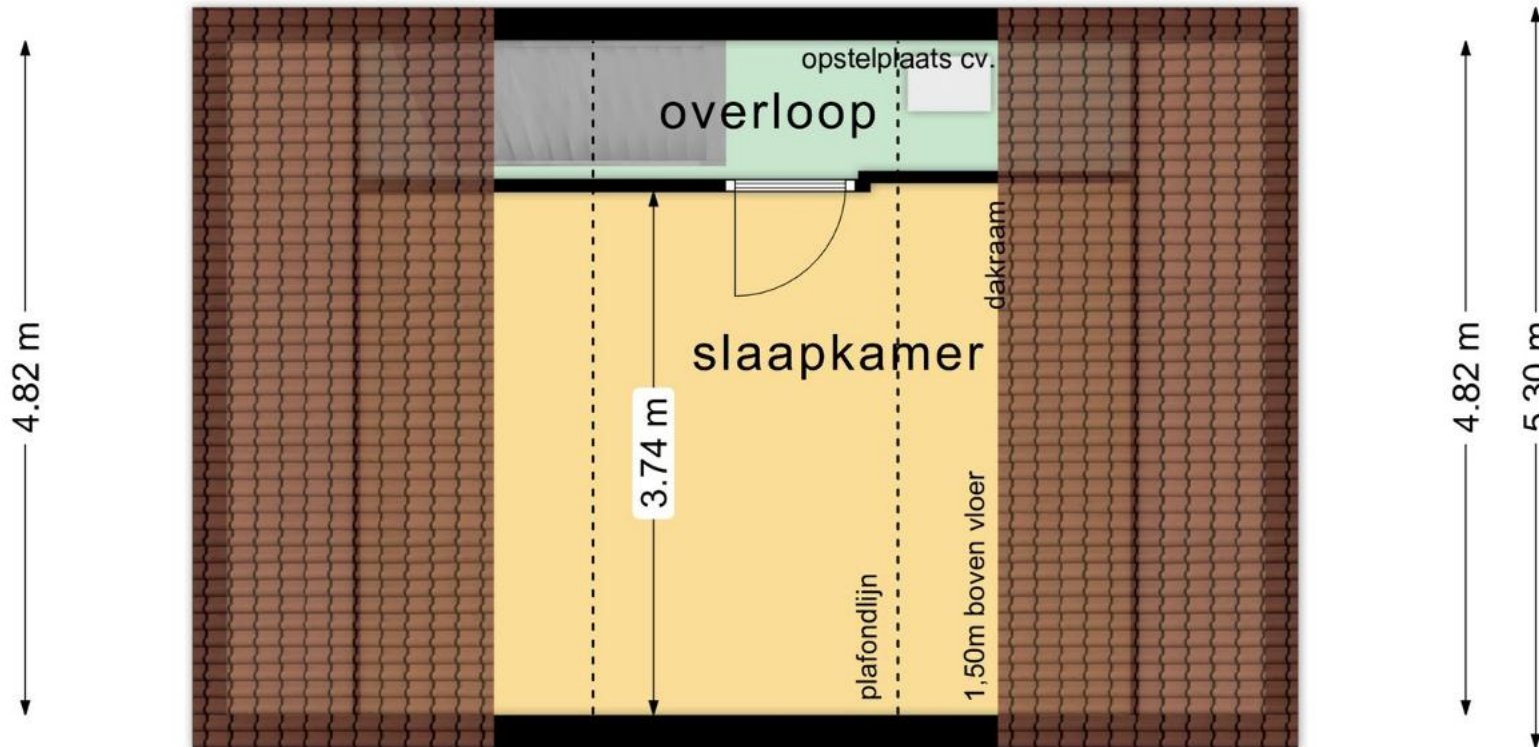 opstelplaats cv.
overloop
dakraam
slaapkamer
4.82 m
3.74 m
4.82 m
5.30 m
plafondlijn
1,50m boven vloer